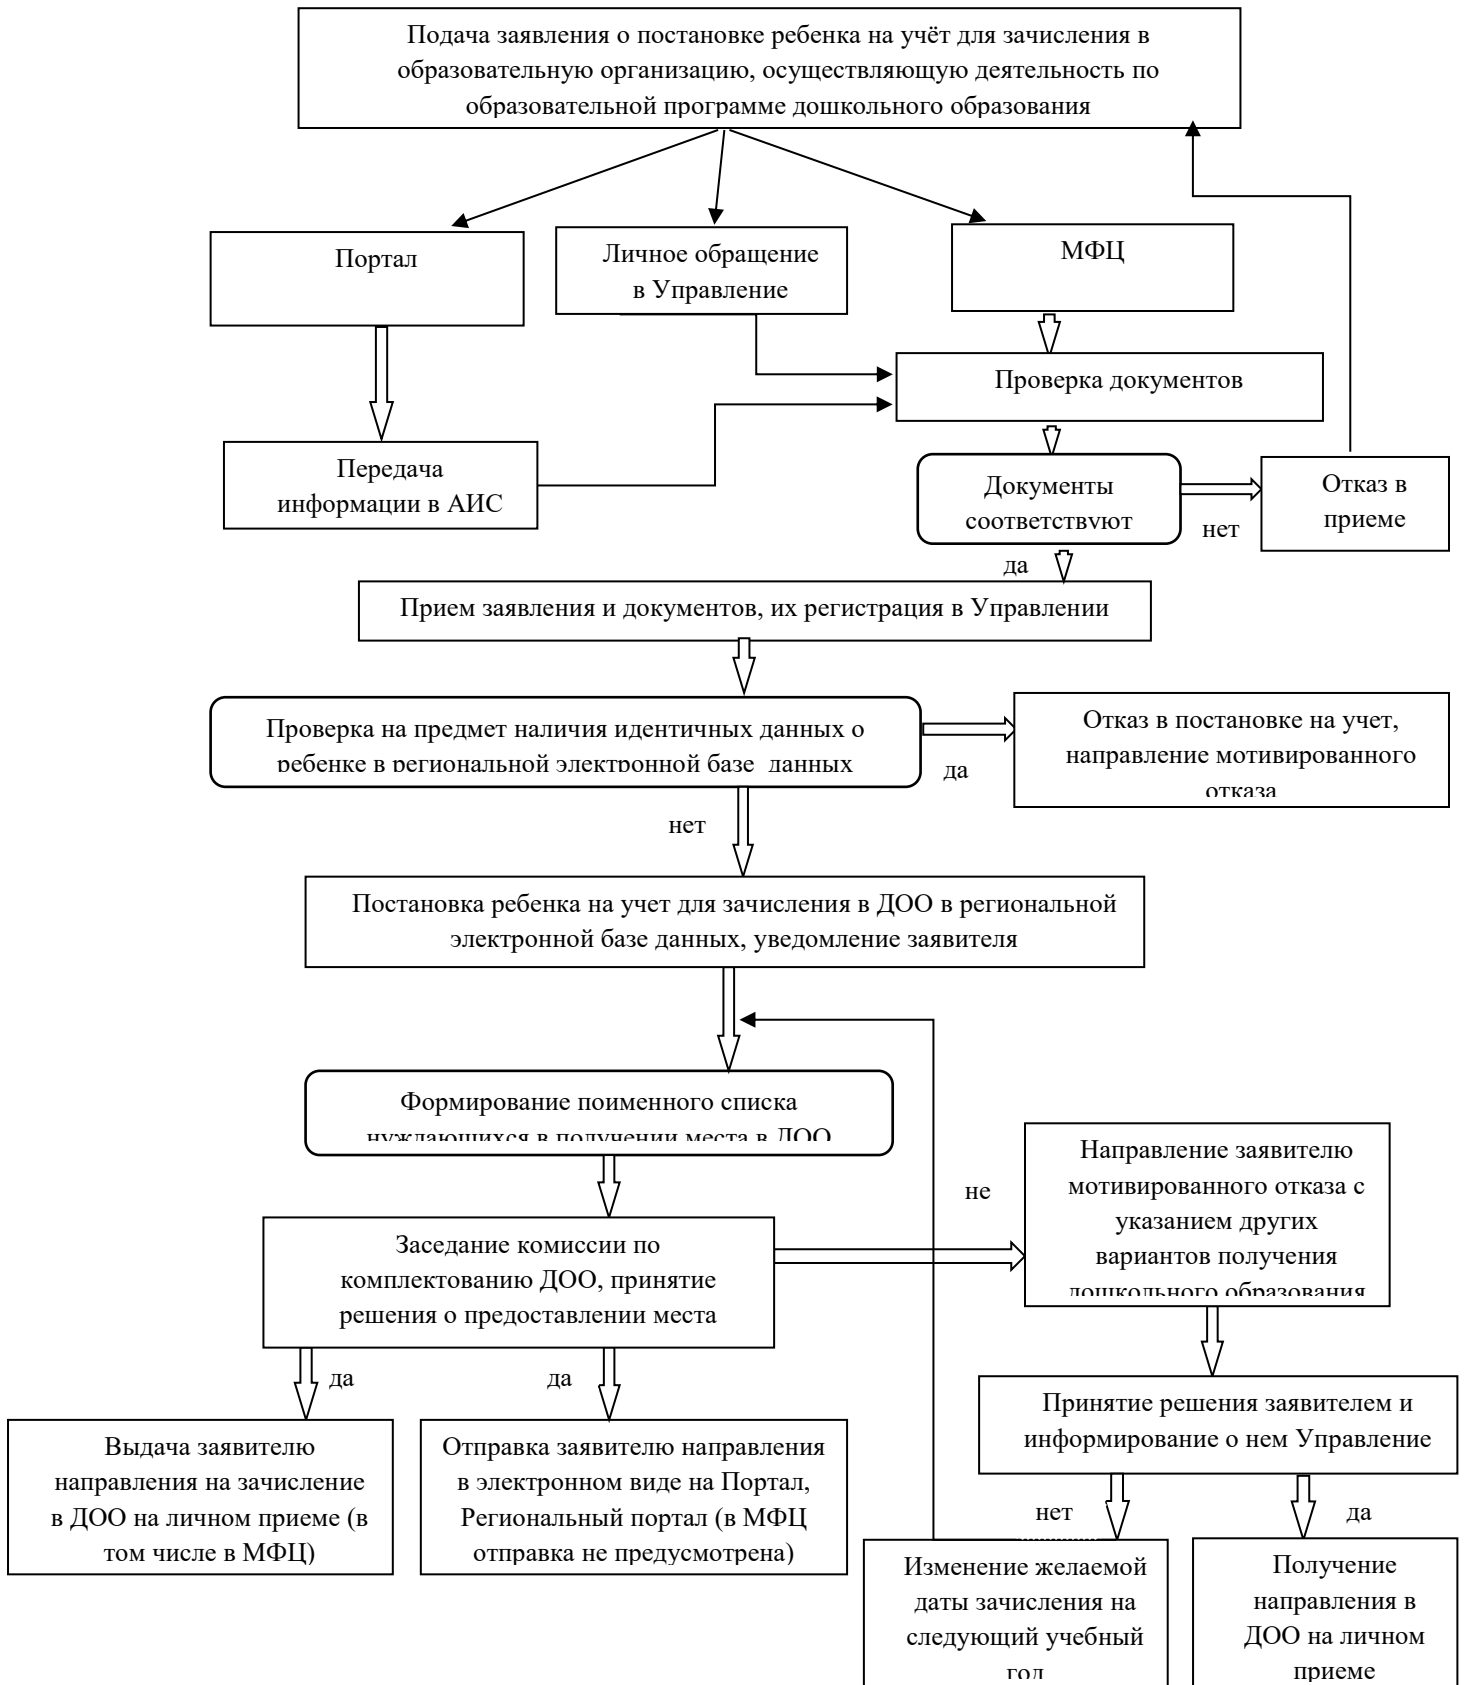 Подача заявления о постановке ребенка на учёт для зачисления в
образовательную организацию, осуществляющую деятельность по
образовательной программе дошкольного образования
Портал
Личное обращение
в Управление
МФЦ
Проверка документов
Передача
информации в АИС
Документы
соответствуют
нет
Отказ в
приеме
да
Прием заявления и документов, их регистрация в Управлении
Проверка на предмет наличия идентичных данных о
ребенке в региональной электронной базе данных
да
Отказ в постановке на учет,
направление мотивированного
отказа
нет
Постановка ребенка на учет для зачисления в ДОО в региональной
электронной базе данных, уведомление заявителя
Формирование поименного списка
нуждающихся в получении места в ДОО
не
Направление заявителю
мотивированного отказа с
указанием других
вариантов получения
дошкольного образования
Заседание комиссии по
комплектованию ДОО, принятие
решения о предоставлении места
да
да
Принятие решения заявителем и
информирование о нем Управление
Выдача заявителю
направления на зачисление
в ДОО на личном приеме (в
том числе в МФЦ)
Отправка заявителю направления
в электронном виде на Портал,
Региональный портал (в МФЦ
отправка не предусмотрена)
нет
да
Изменение желаемой
даты зачисления на
следующий учебный
год
Получение
направления в
ДОО на личном
приеме